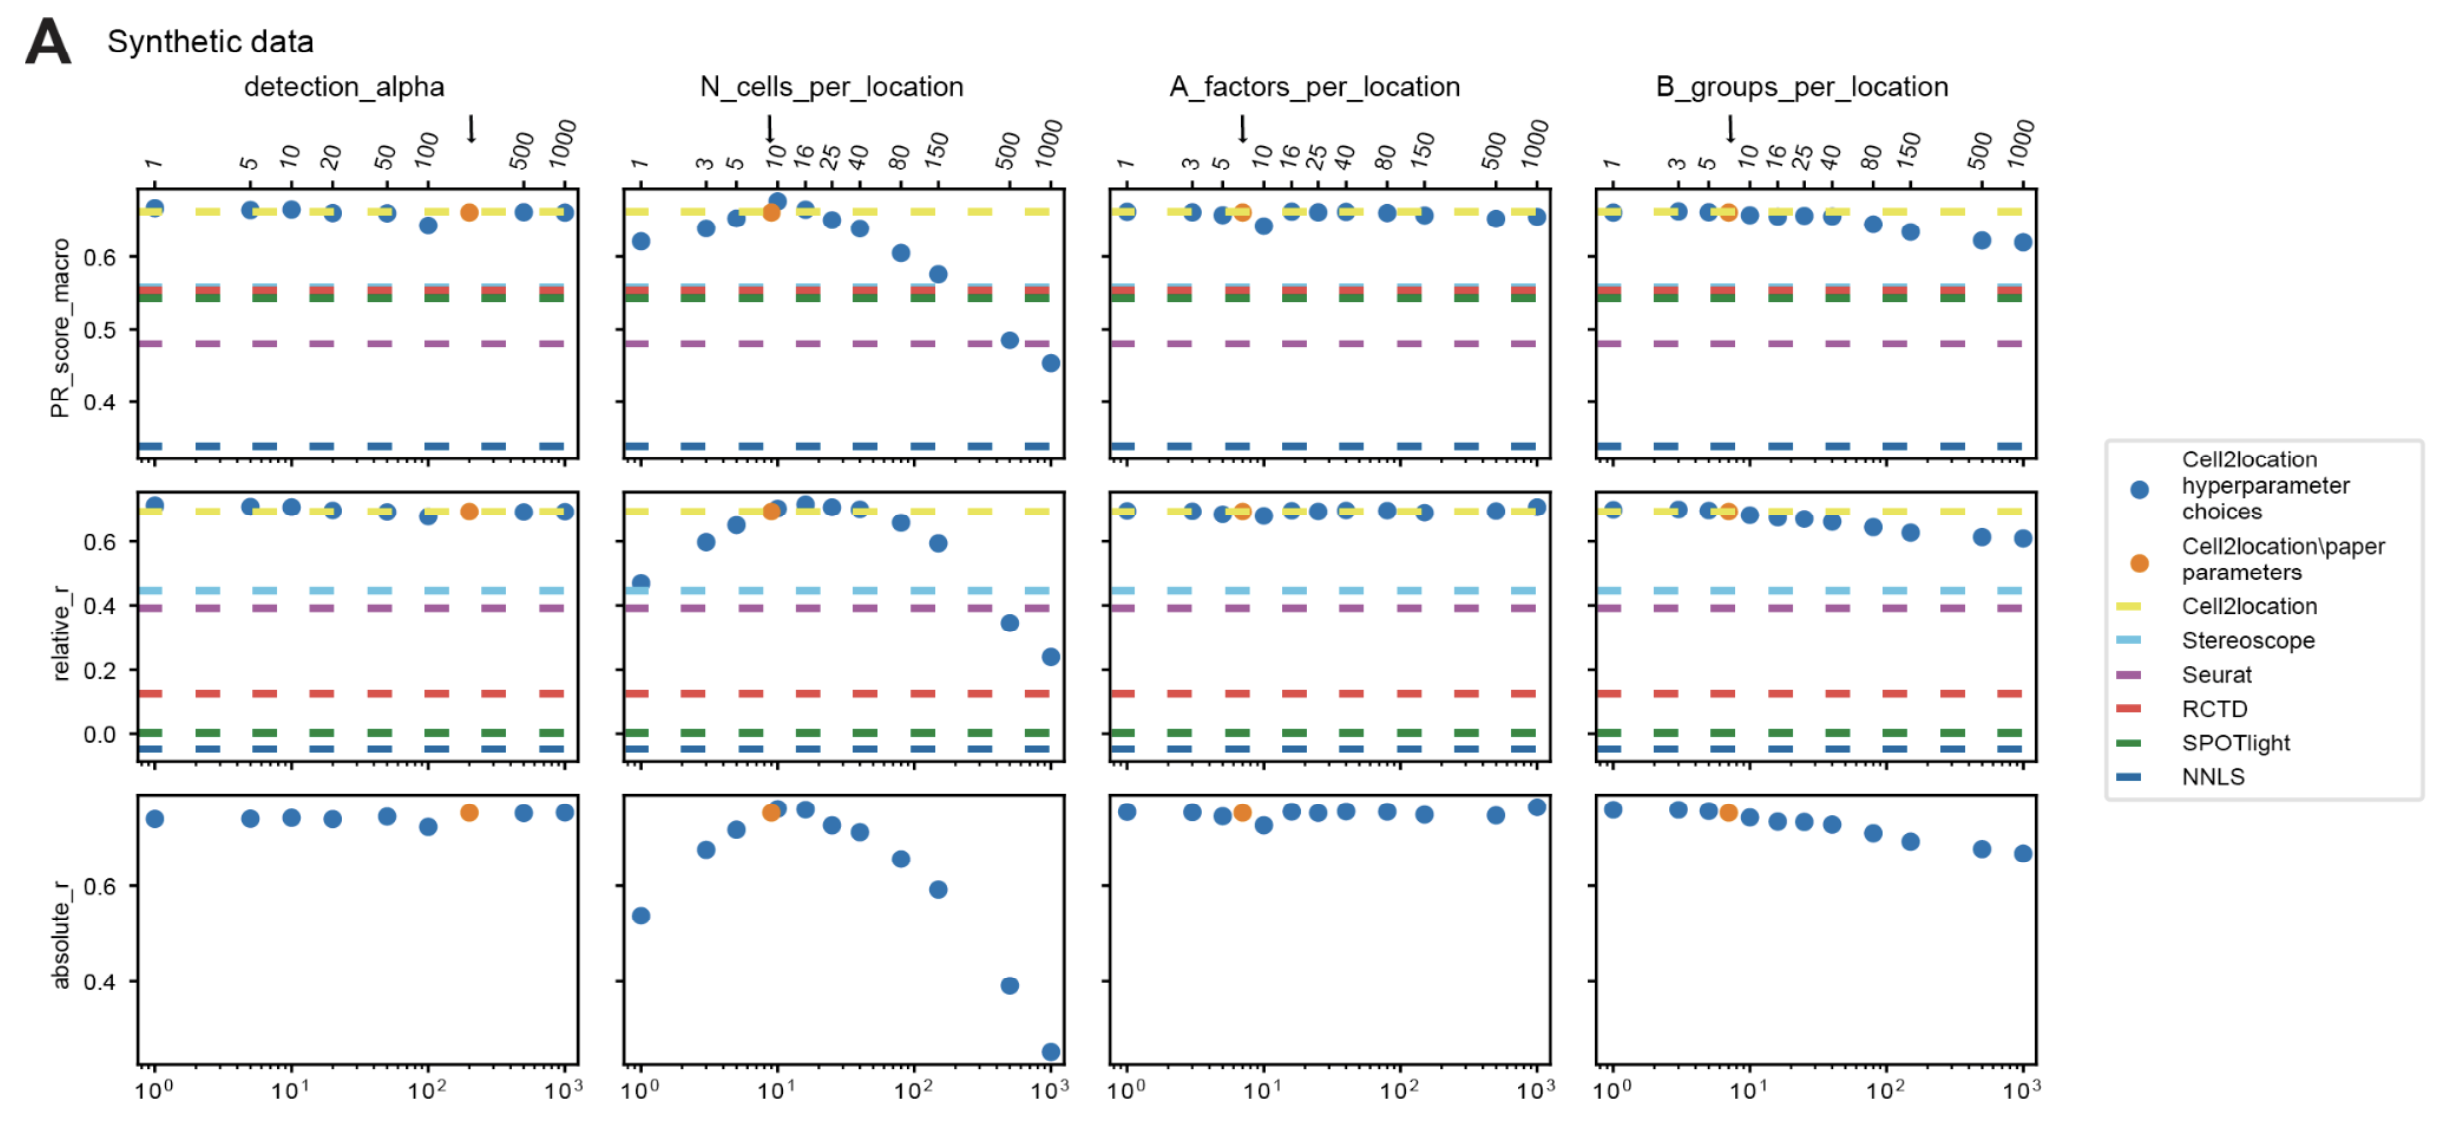 A Synthetic data
detection_alpha N_cells_per_location A_factors_per_location B_groups_per_location
1 5 10 20 50 100 500 1000 1 3 5 10 16 25 40 80 150 500 1000 1 3 5 10 16 25 40 80 150 500 1000 1 3 5 10 16 25 40 80 150 500 1000
PR_score_macro
0.6
0.5
0.4
relative_r
0.6
0.4
0.2
0.0
absolute_r
0.6
0.4
10⁰ 10¹ 10² 10³ 10⁰ 10¹ 10² 10³ 10⁰ 10¹ 10² 10³ 10⁰ 10¹ 10² 10³
Cell2location
hyperparameter
choices
Cell2location\paper
parameters
Cell2location
Stereoscope
Seurat
RCTD
SPOTlight
NNLS